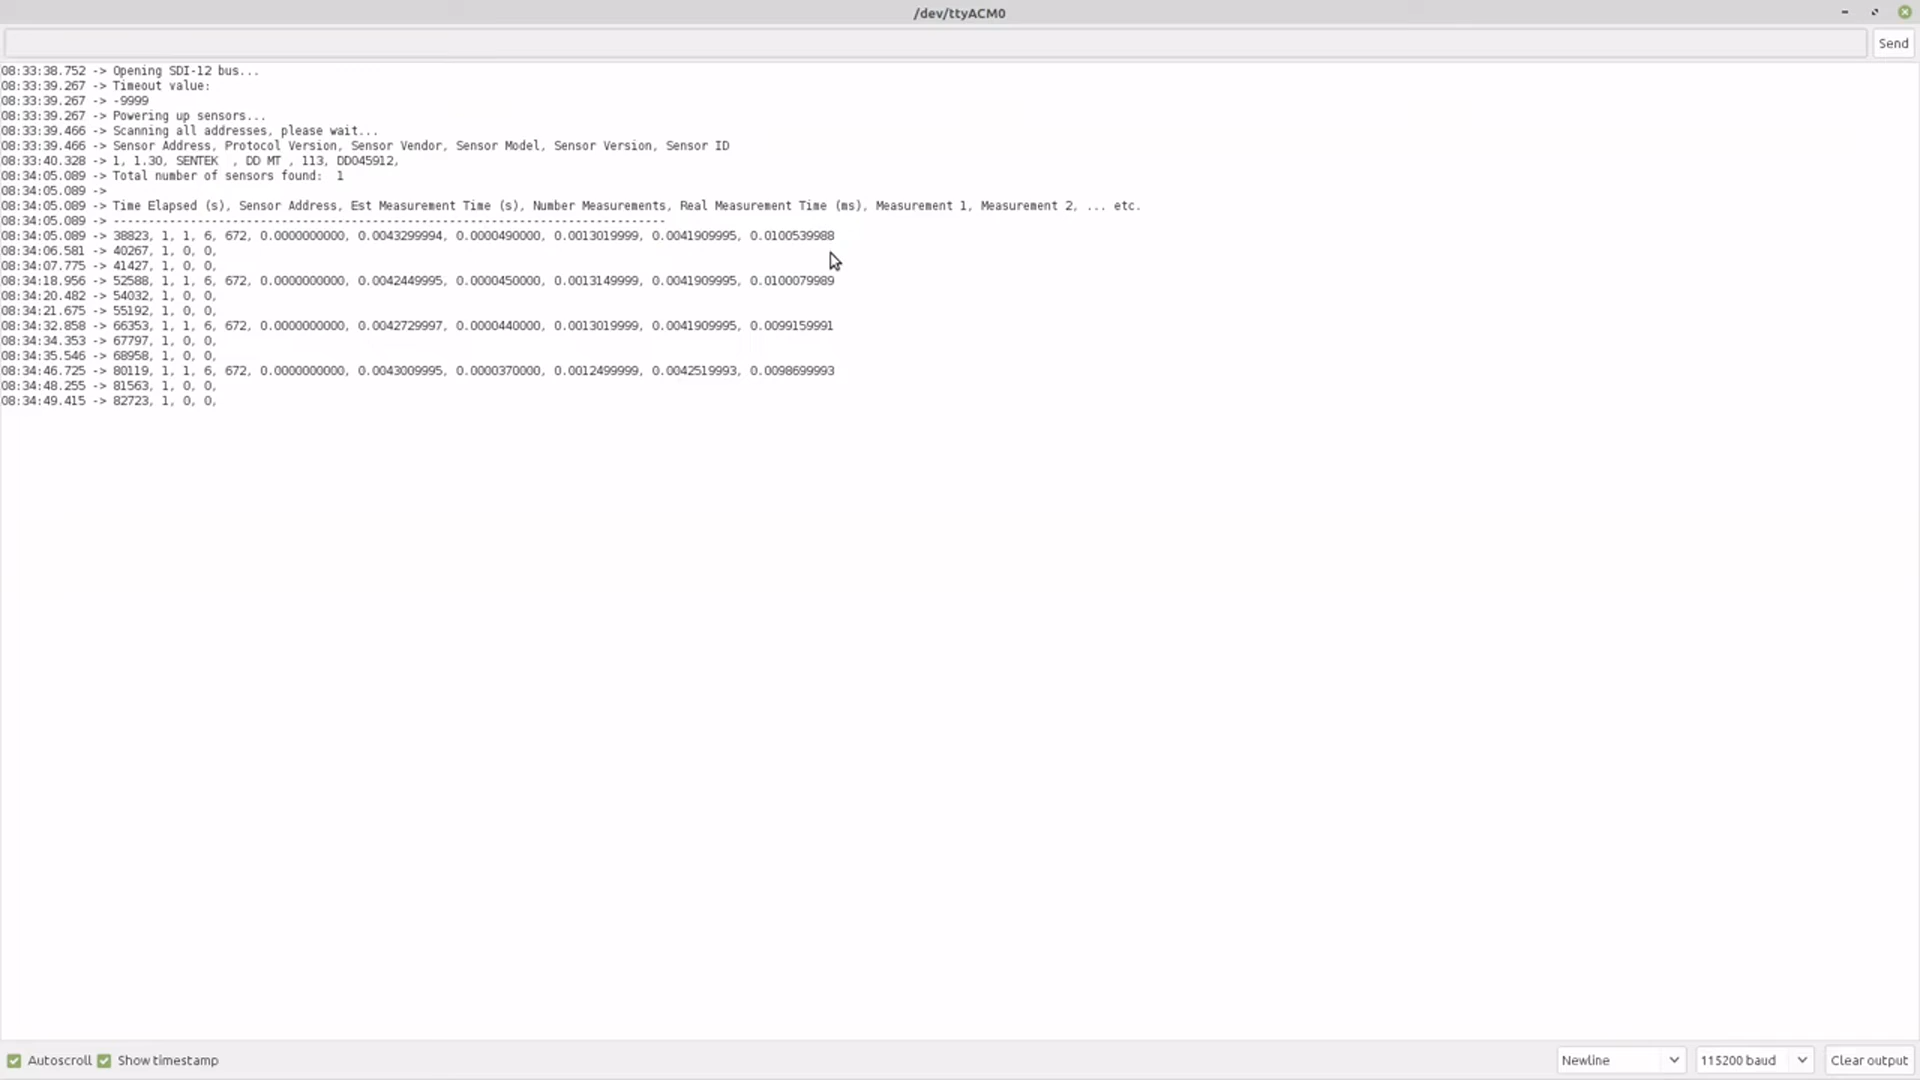 /dev/ttyACM0
Send
08:33:38.752 -> Opening SDI-12 bus...
08:33:39.267 -> Timeout value:
08:33:39.267 -> -9999
08:33:39.267 -> Powering up sensors...
08:33:39.466 -> Scanning all addresses, please wait...
08:33:39.466 -> Sensor Address, Protocol Version, Sensor Vendor, Sensor Model, Sensor Version, Sensor ID
08:33:40.328 -> 1, 1.30, SENTEK  , DD MT , 113, DD045912,
08:34:05.089 -> Total number of sensors found:  1
08:34:05.089 ->
08:34:05.089 -> Time Elapsed (s), Sensor Address, Est Measurement Time (s), Number Measurements, Real Measurement Time (ms), Measurement 1, Measurement 2, ... etc.
08:34:05.089 -> -------------------------------------------------------------------------------
08:34:05.089 -> 38823, 1, 1, 6, 672, 0.0000000000, 0.0043299994, 0.0000490000, 0.0013019999, 0.0041909995, 0.0100539988
08:34:06.581 -> 40267, 1, 0, 0,
08:34:07.775 -> 41427, 1, 0, 0,
08:34:18.956 -> 52588, 1, 1, 6, 672, 0.0000000000, 0.0042449995, 0.0000450000, 0.0013149999, 0.0041909995, 0.0100079989
08:34:20.482 -> 54032, 1, 0, 0,
08:34:21.675 -> 55192, 1, 0, 0,
08:34:32.858 -> 66353, 1, 1, 6, 672, 0.0000000000, 0.0042729997, 0.0000440000, 0.0013019999, 0.0041909995, 0.0099159991
08:34:34.353 -> 67797, 1, 0, 0,
08:34:35.546 -> 68958, 1, 0, 0,
08:34:46.725 -> 80119, 1, 1, 6, 672, 0.0000000000, 0.0043009995, 0.0000370000, 0.0012499999, 0.0042519993, 0.0098699993
08:34:48.255 -> 81563, 1, 0, 0,
08:34:49.415 -> 82723, 1, 0, 0,
Autoscroll Show timestamp Newline 115200 baud Clear output